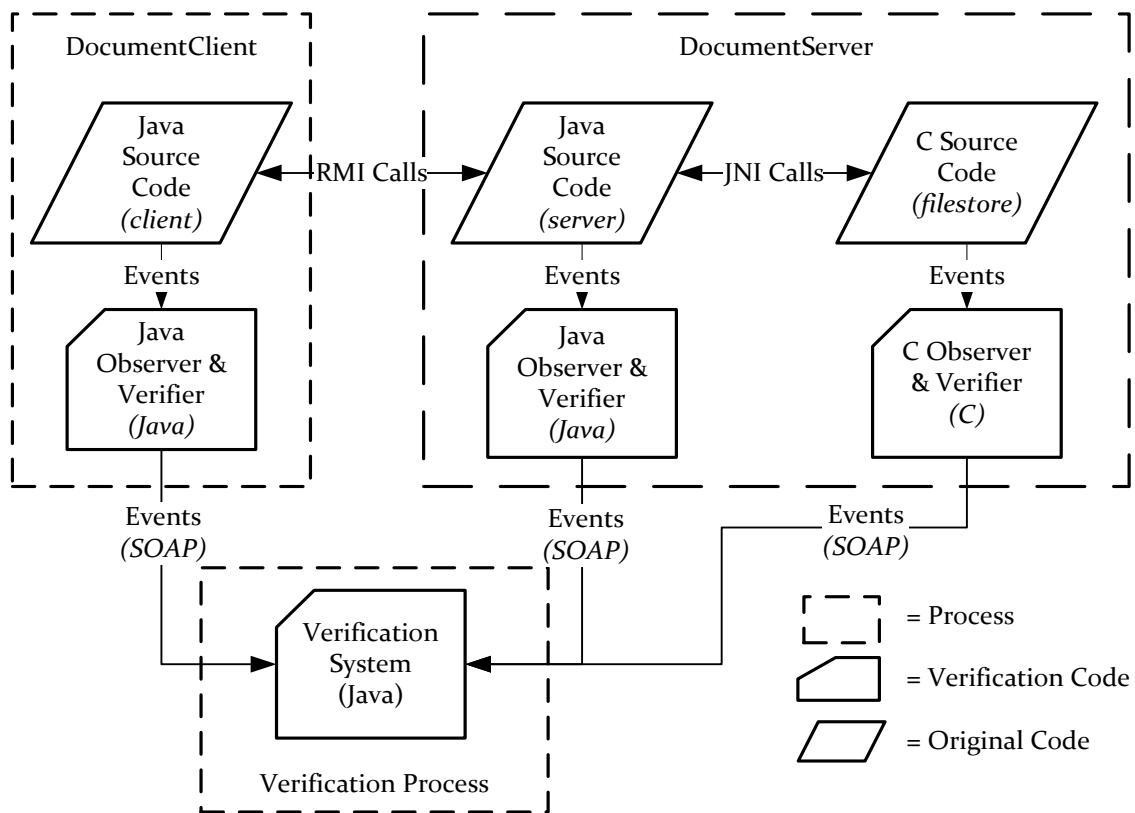 DocumentClient
DocumentServer
Java
Source
Code
(client)
RMI Calls
Java
Source
Code
(server)
JNI Calls
C Source
Code
(filestore)
Events
Events
Events
Java
Observer &
Verifier
(Java)
Java
Observer &
Verifier
(Java)
C Observer
& Verifier
(C)
Events
(SOAP)
Events
(SOAP)
Events
(SOAP)
Verification
System
(Java)
Verification Process
= Process
= Verification Code
= Original Code